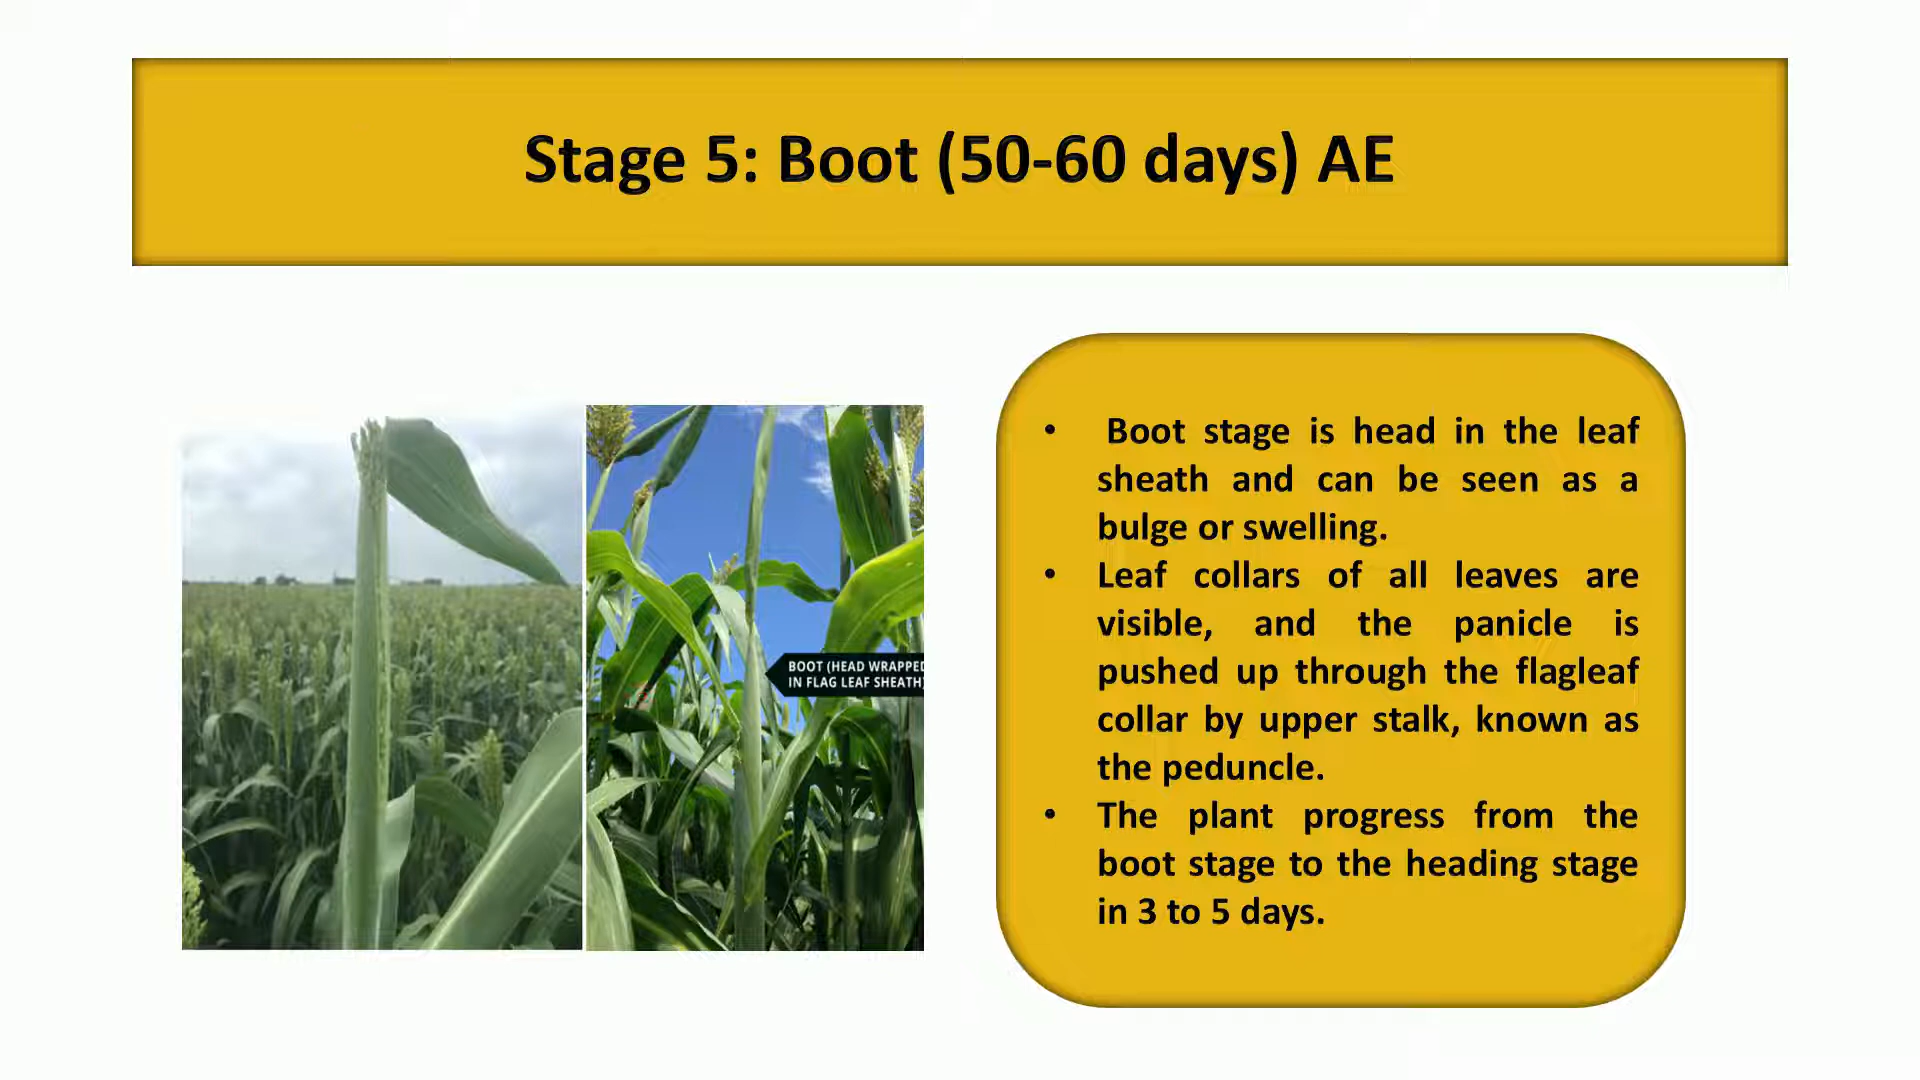 Stage 5: Boot (50-60 days) AE
BOOT (HEAD WRAPPED
IN FLAG LEAF SHEATH)
• Boot stage is head in the leaf
sheath and can be seen as a
bulge or swelling.
• Leaf collars of all leaves are
visible, and the panicle is
pushed up through the flagleaf
collar by upper stalk, known as
the peduncle.
• The plant progress from the
boot stage to the heading stage
in 3 to 5 days.